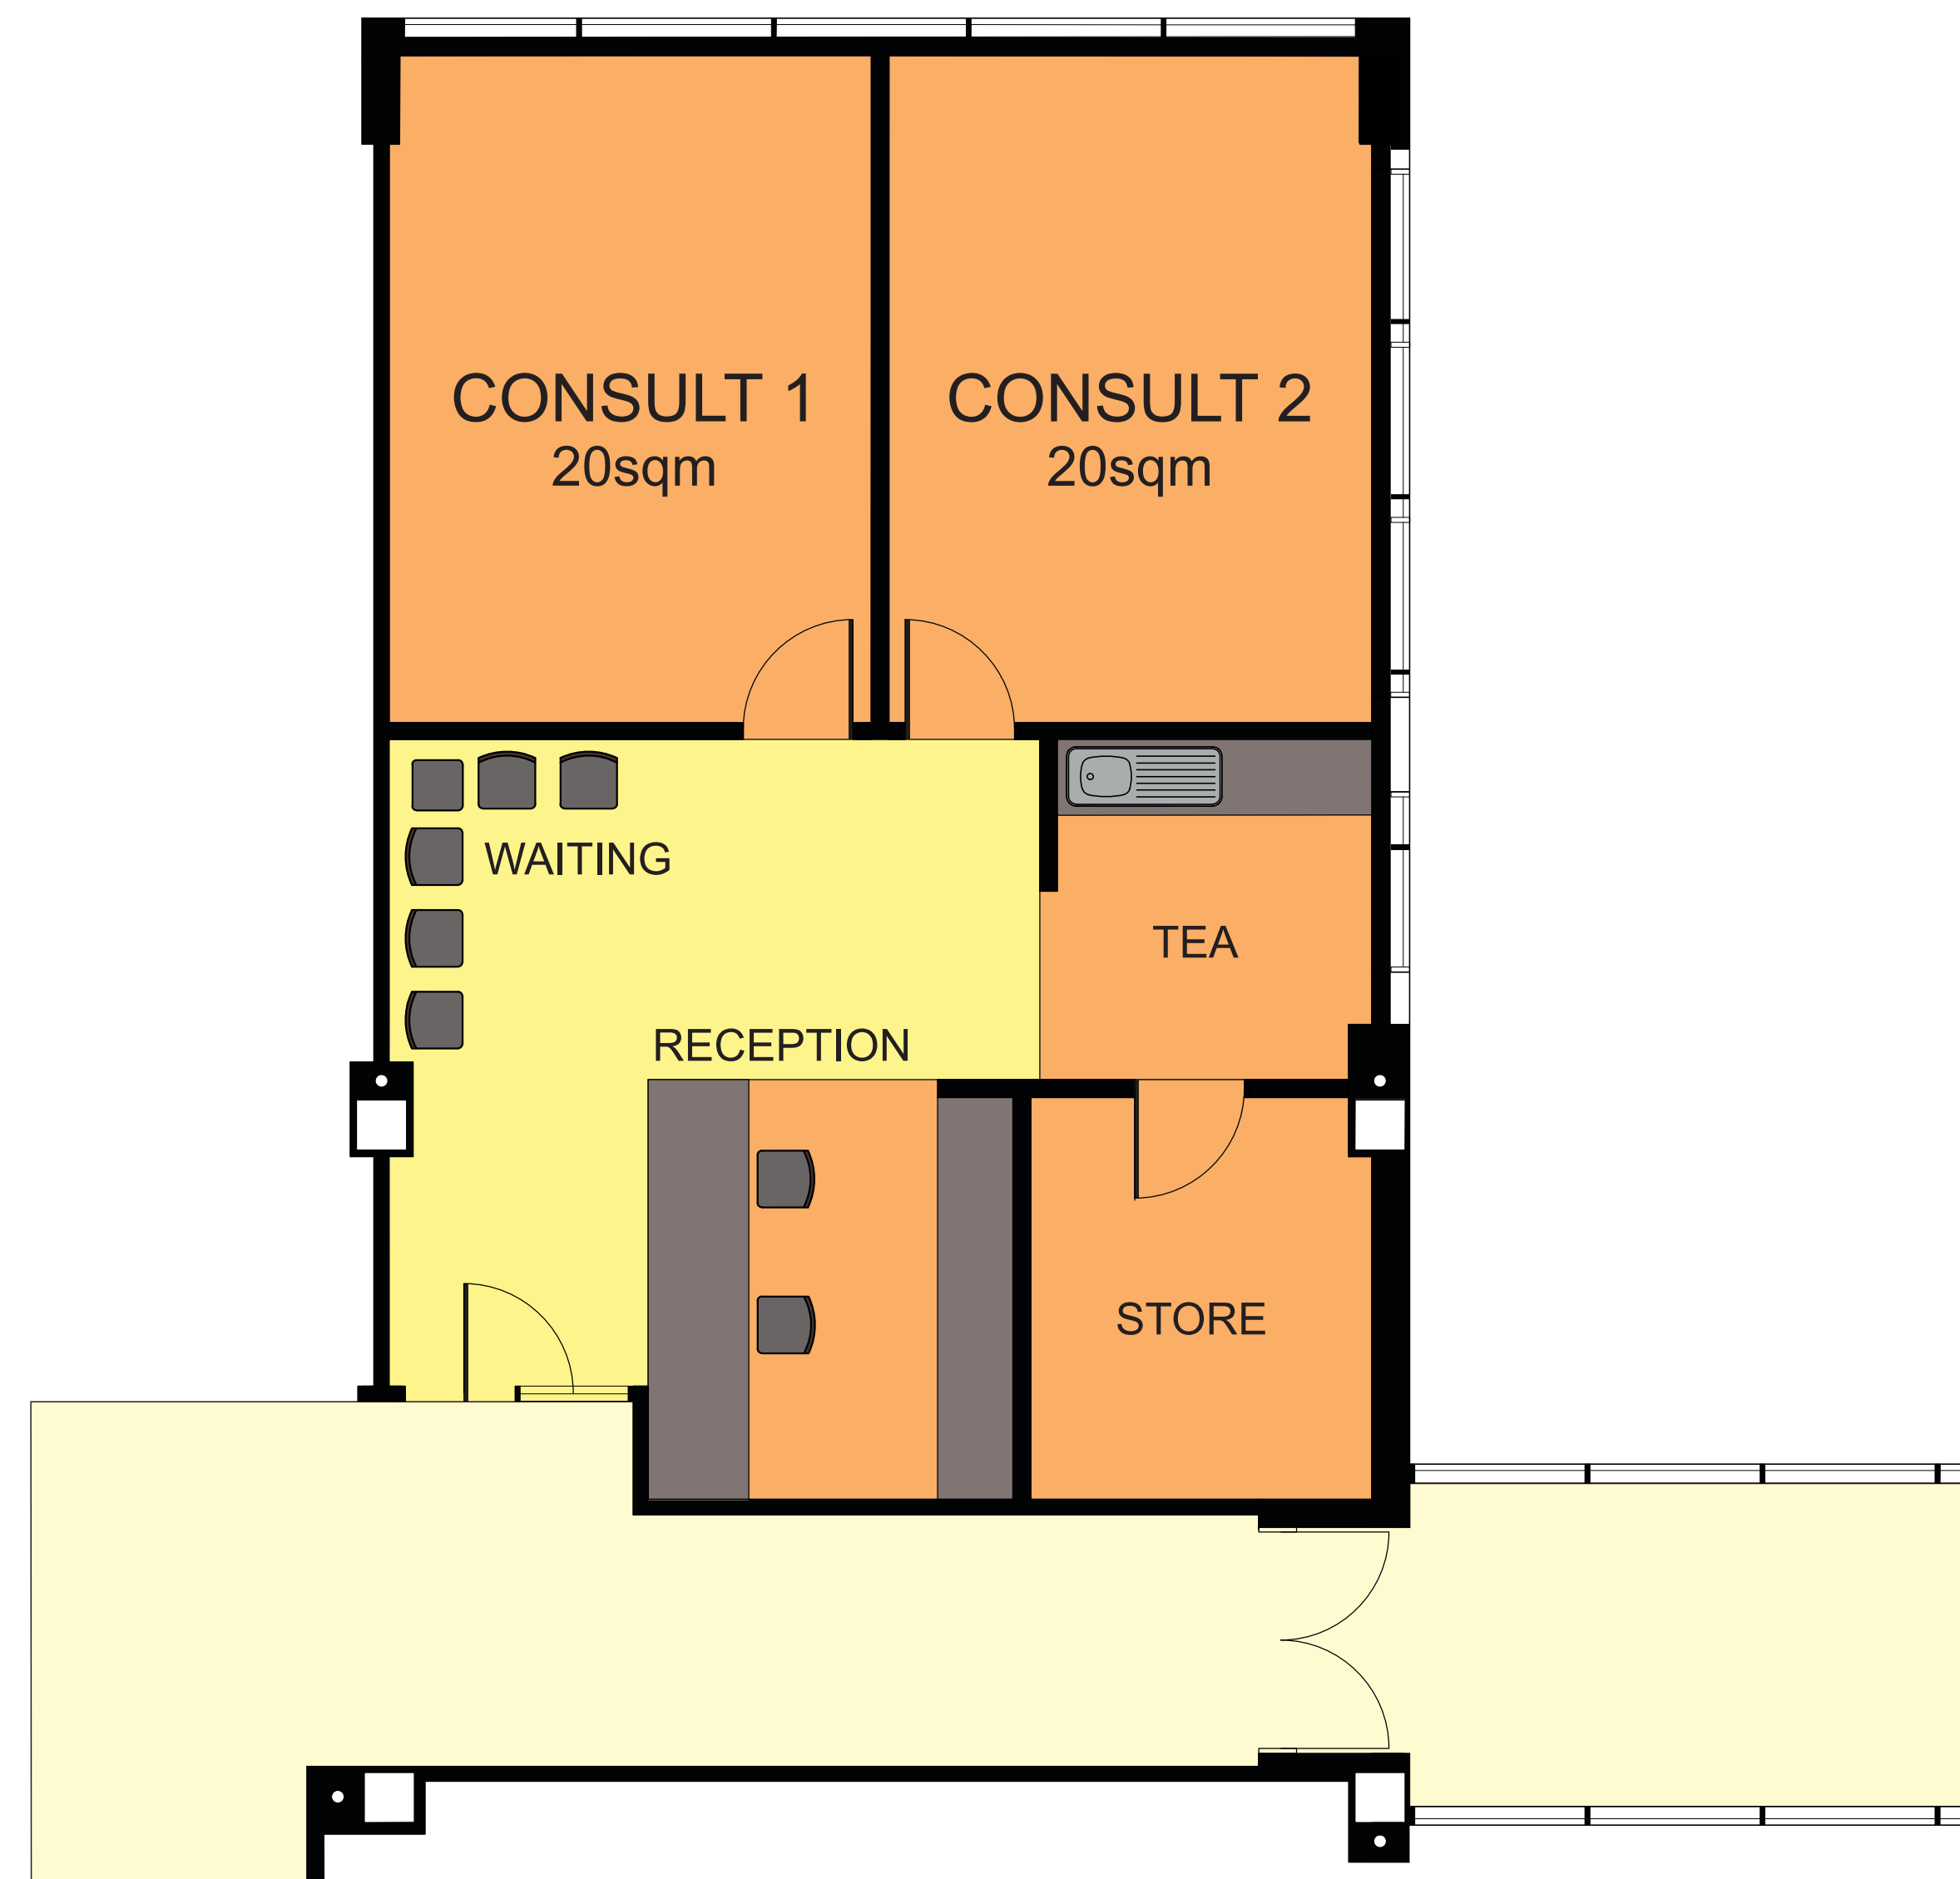 CONSULT 1
20sqm
CONSULT 2
20sqm
WAITING
TEA
RECEPTION
STORE